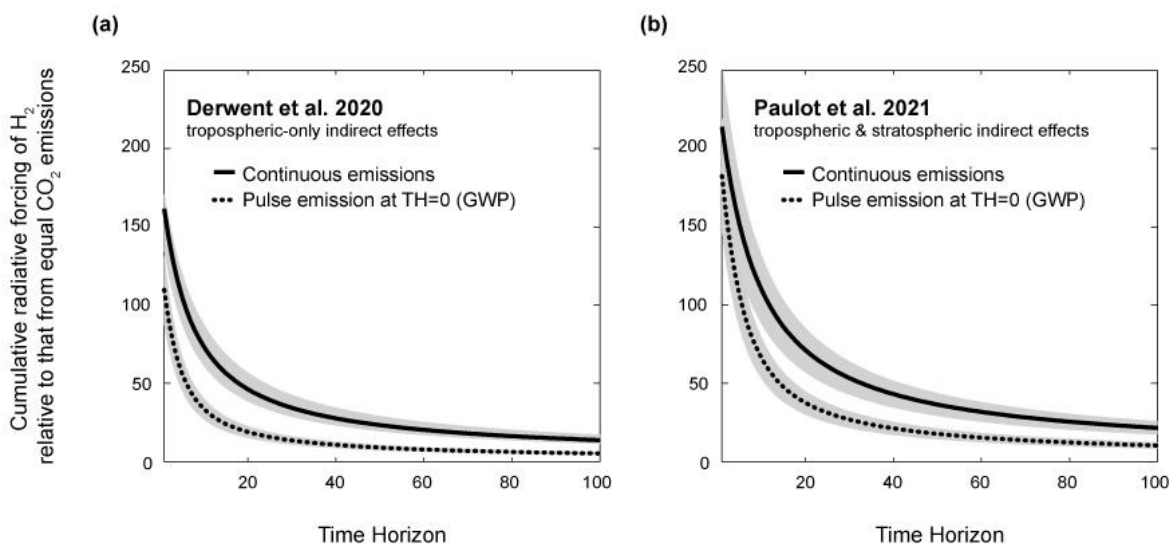 (a)
Cumulative radiative forcing of H2
relative to that from equal CO2 emissions
250
200
150
100
50
0
Derwent et al. 2020
tropospheric-only indirect effects
Continuous emissions
Pulse emission at TH=0 (GWP)
20
40
60
80
100
Time Horizon
(b)
250
200
150
100
50
0
Paulot et al. 2021
tropospheric & stratospheric indirect effects
Continuous emissions
Pulse emission at TH=0 (GWP)
20
40
60
80
100
Time Horizon